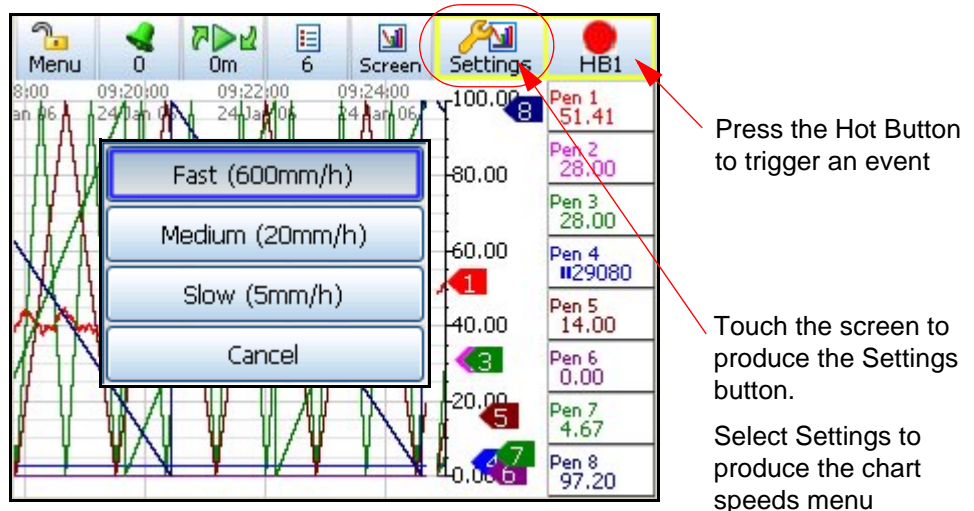 Menu
0
0m
6
Screen
Settings
HB1
8:00 09:20:00 09:22:00 09:24:00
an 06 24 Jan 06 24 Jan 06 24 Jan 06
100.00
80.00
60.00
40.00
20.00
0.00
8
1
3
5
4
7
6
Fast (600mm/h)
Medium (20mm/h)
Slow (5mm/h)
Cancel
Pen 1
51.41
Pen 2
28.00
Pen 3
28.00
Pen 4
29080
Pen 5
14.00
Pen 6
0.00
Pen 7
4.67
Pen 8
97.20
Press the Hot Button
to trigger an event
Touch the screen to
produce the Settings
button.
Select Settings to
produce the chart
speeds menu